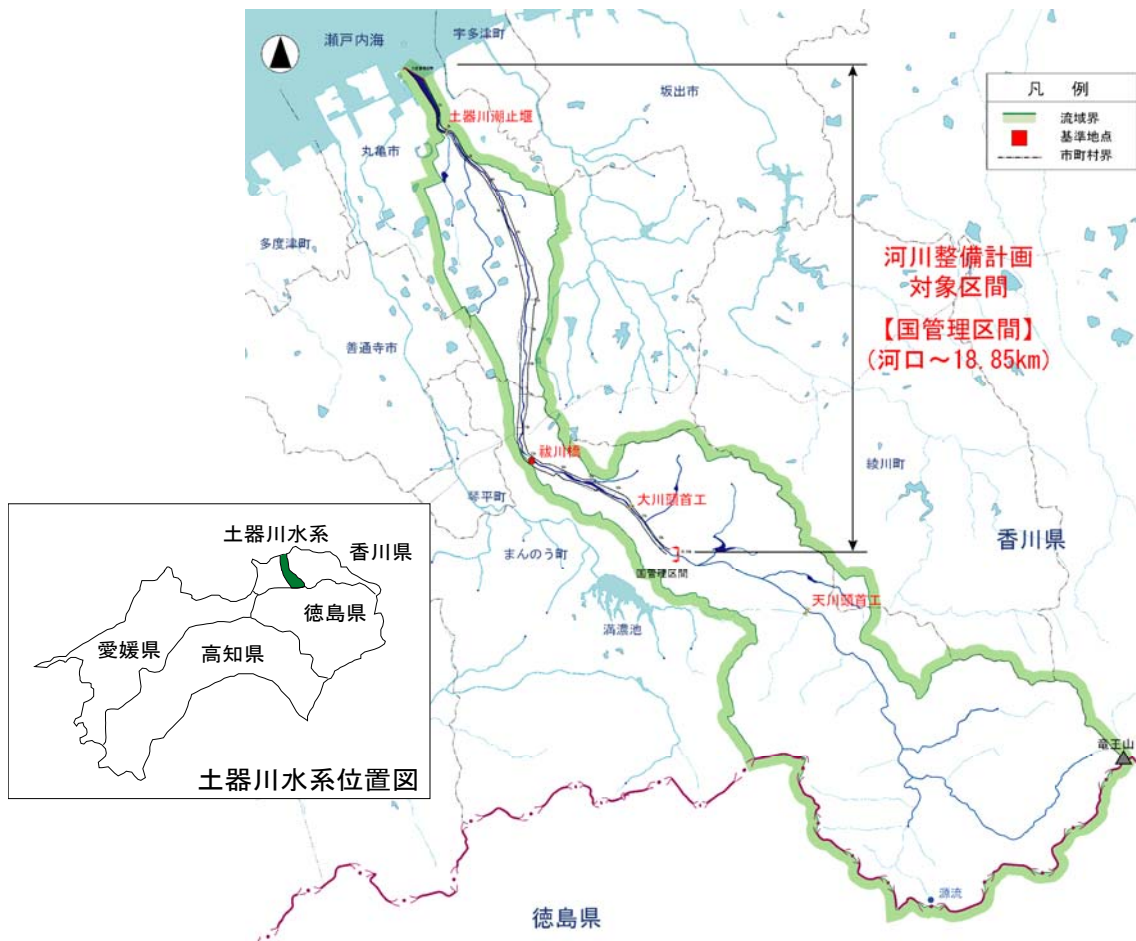 瀬戸内海
宇多津町
坂出市
凡 例
流域界
基準地点
市町村界
土器川潮止堰
丸亀市
多度津町
善通寺市
河川整備計画
対象区間
【国管理区間】
(河口～18.85km)
祓川橋
琴平町
大川頭首工
綾川町
まんのう町
国管理区間
香川県
天川頭首工
満濃池
竜王山
源流
徳島県
土器川水系
香川県
徳島県
愛媛県
高知県
土器川水系位置図